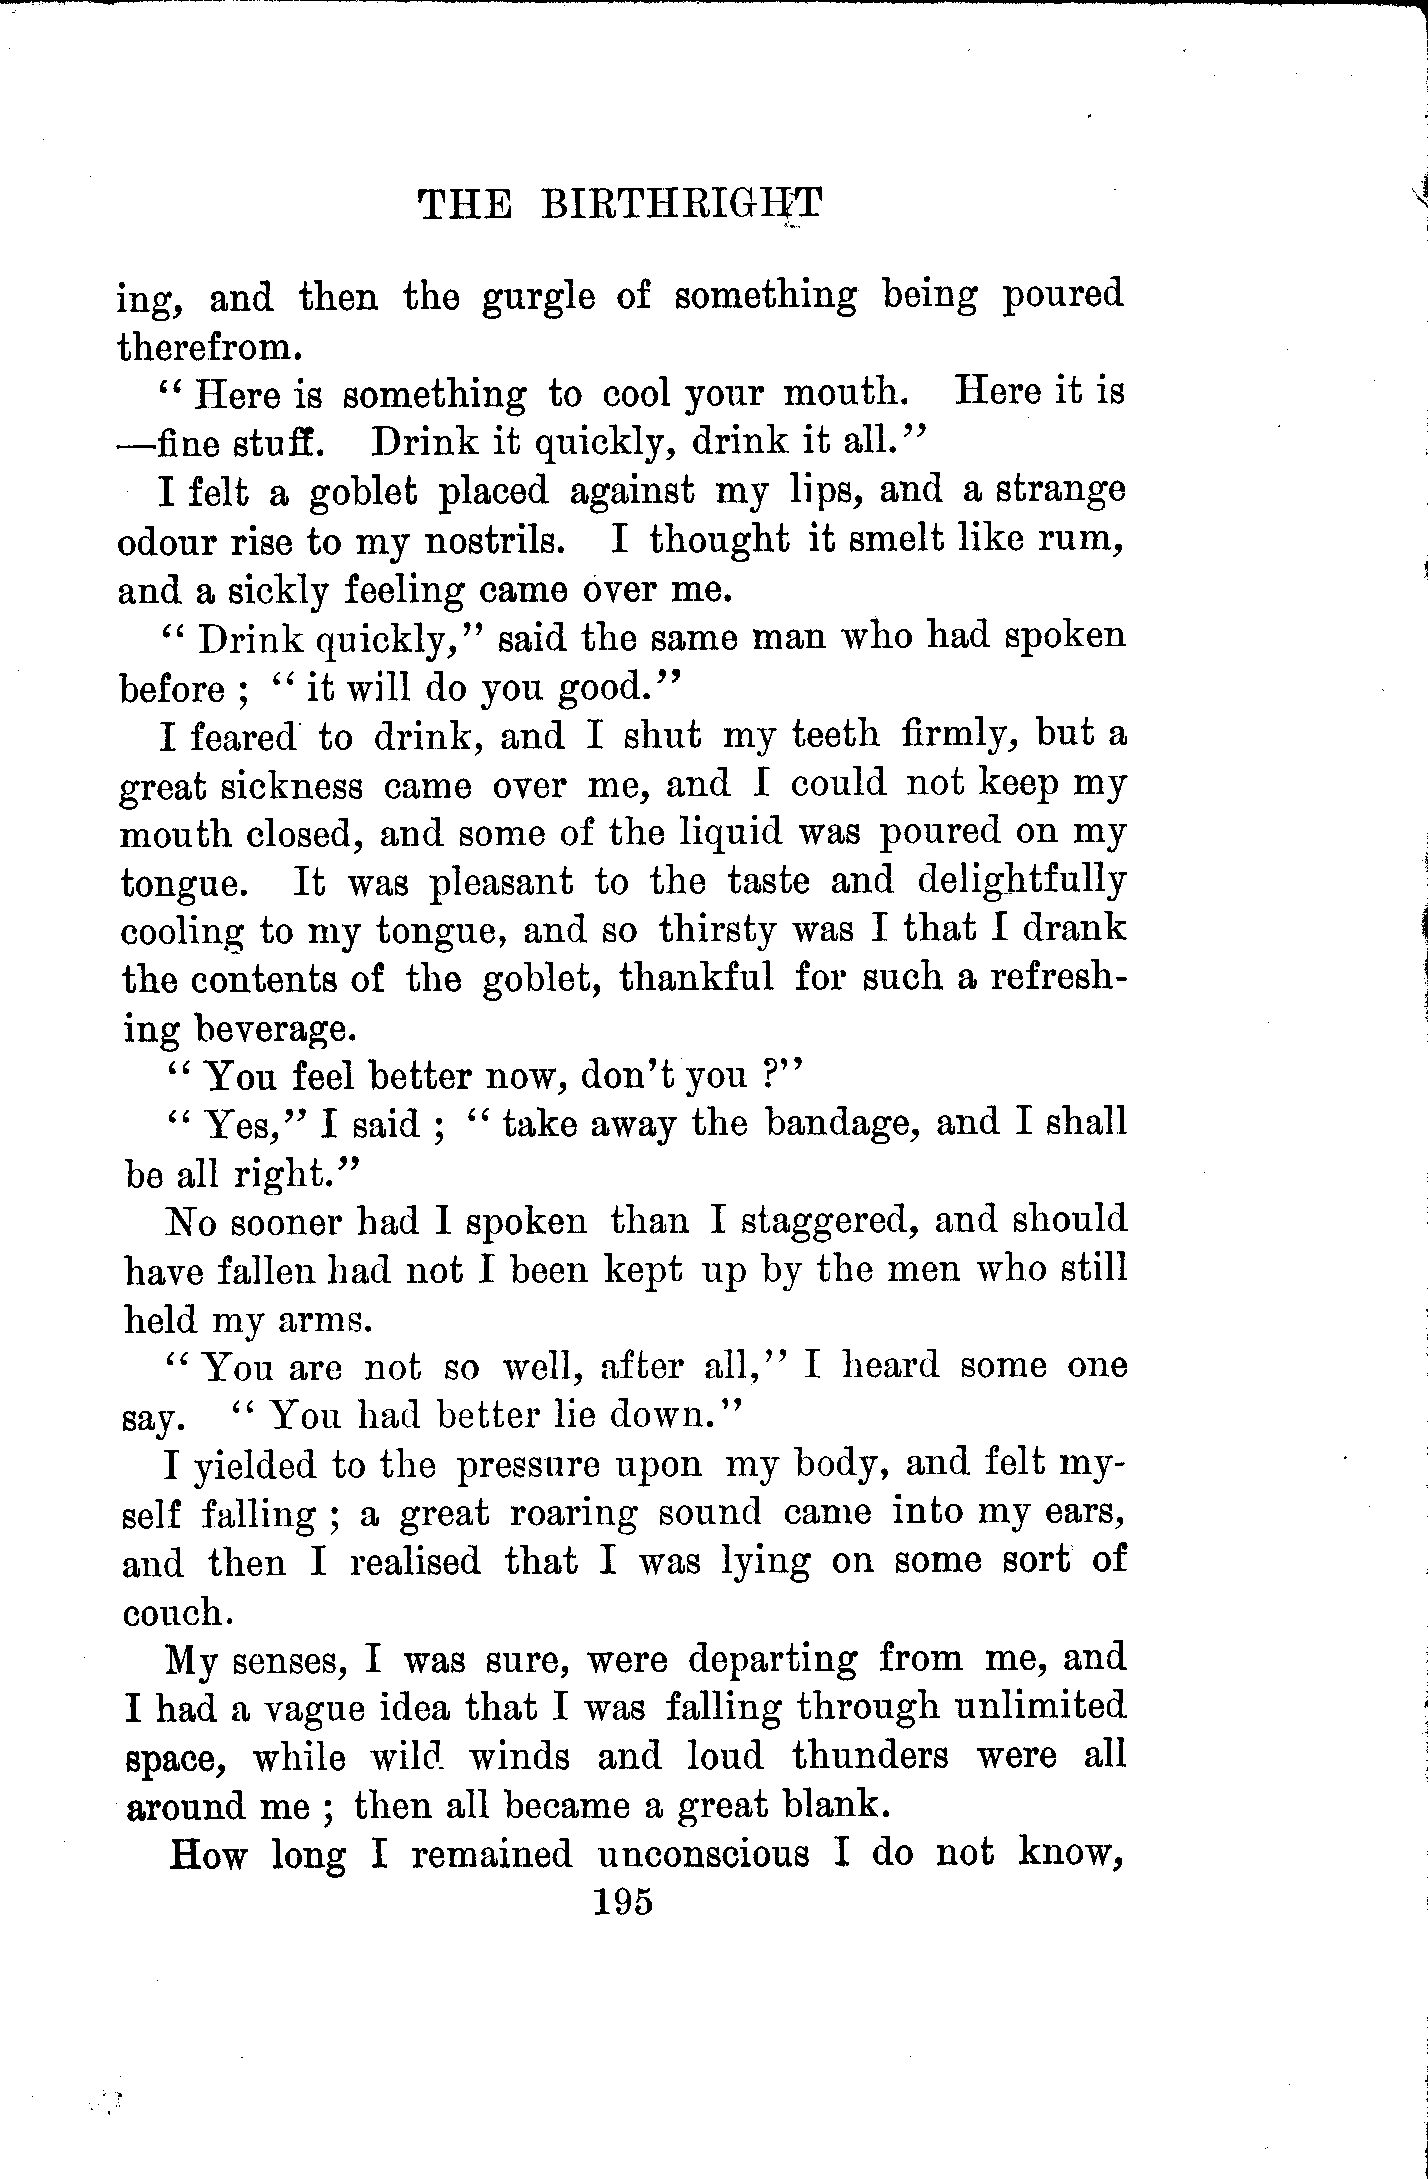 THE BIRTHRIGHT
ing, and then the gurgle of something being poured
therefrom.
“ Here is something to cool your mouth. Here it is
—fine stuff. Drink it quickly, drink it all.”
I felt a goblet placed against my lips, and a strange
odour rise to my nostrils. I thought it smelt like rum,
and a sickly feeling came over me.
“ Drink quickly,” said the same man who had spoken
before ; “ it will do you good.”
I feared to drink, and I shut my teeth firmly, but a
great sickness came over me, and I could not keep my
mouth closed, and some of the liquid was poured on my
tongue. It was pleasant to the taste and delightfully
cooling to my tongue, and so thirsty was I that I drank
the contents of the goblet, thankful for such a refresh-
ing beverage.
“ You feel better now, don’t you ?”
“ Yes,” I said ; “ take away the bandage, and I shall
be all right.”
No sooner had I spoken than I staggered, and should
have fallen had not I been kept up by the men who still
held my arms.
“ You are not so well, after all,” I heard some one
say. “ You had better lie down.”
I yielded to the pressure upon my body, and felt my-
self falling ; a great roaring sound came into my ears,
and then I realised that I was lying on some sort of
couch.
My senses, I was sure, were departing from me, and
I had a vague idea that I was falling through unlimited
space, while wild winds and loud thunders were all
around me ; then all became a great blank.
How long I remained unconscious I do not know,
195